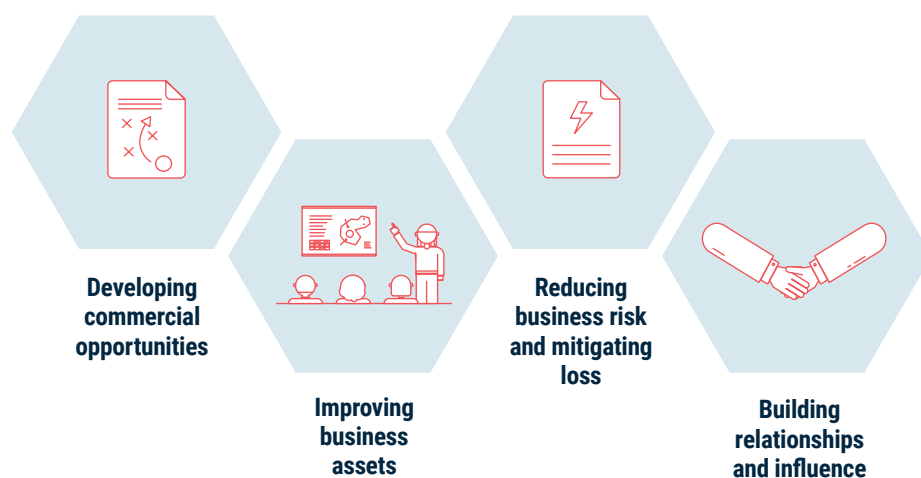 Developing
commercial
opportunities
Improving
business
assets
Reducing
business risk
and mitigating
loss
Building
relationships
and influence